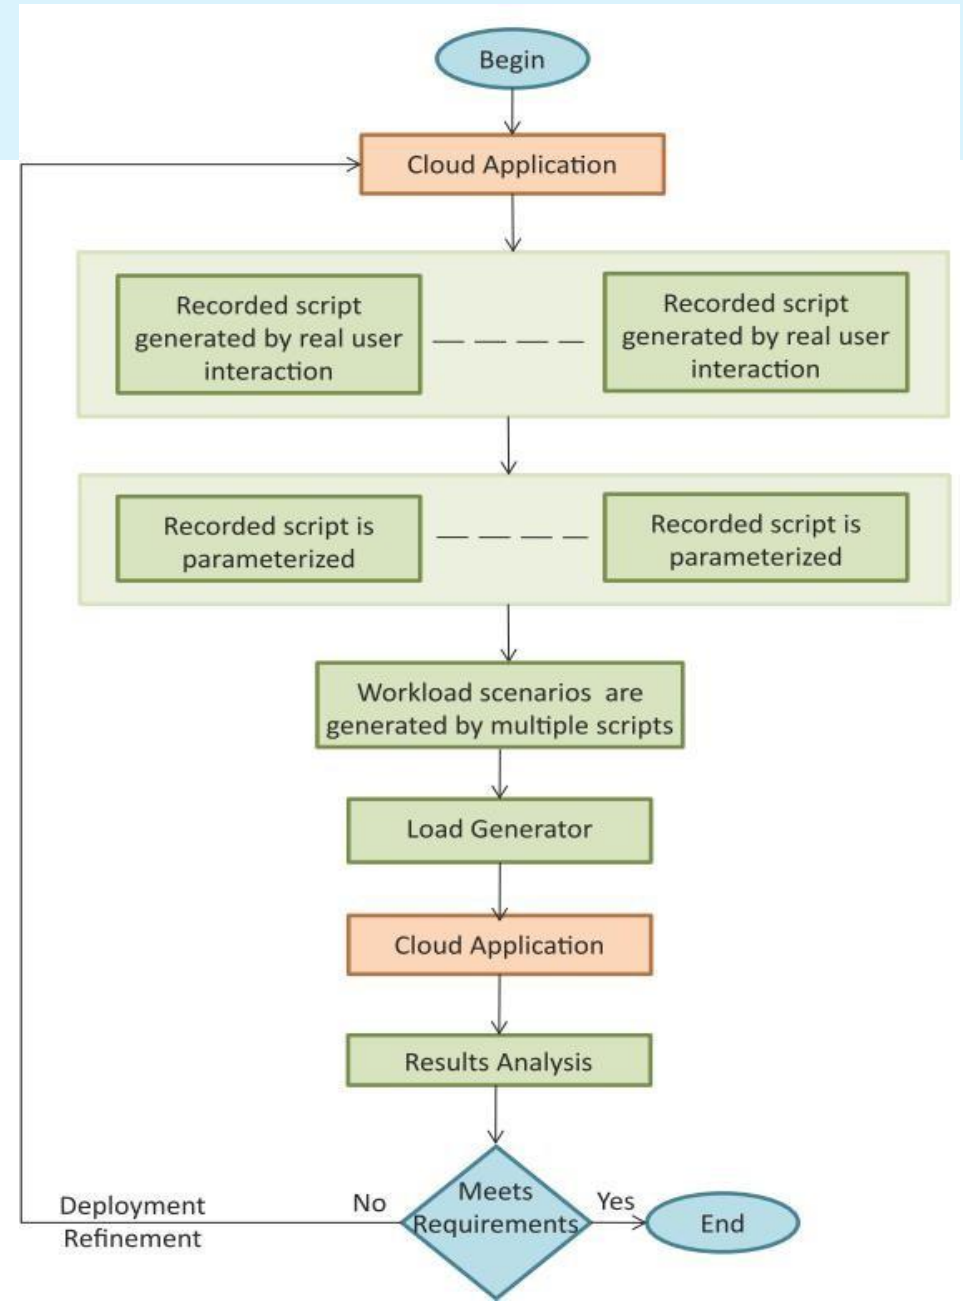 Begin
Cloud Application
Recorded script
generated by real user
interaction
Recorded script
generated by real user
interaction
Recorded script is
parameterized
Recorded script is
parameterized
Workload scenarios are
generated by multiple scripts
Load Generator
Cloud Application
Results Analysis
Meets
Requirements
Yes
End
No
Deployment
Refinement